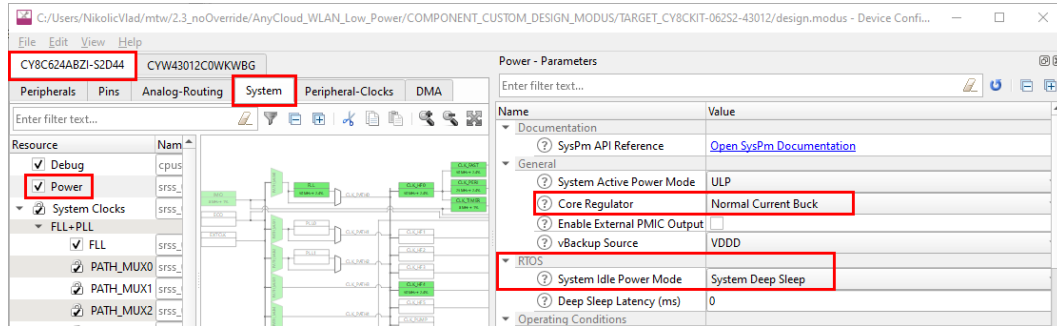 C:/Users/NikolicVlad/mtw/2.3_noOverride/AnyCloud_WLAN_Low_Power/COMPONENT_CUSTOM_DESIGN_MODUS/TARGET_CY8CKIT-062S2-43012/design.modus - Device Confi...
File Edit View Help
CY8C624ABZI-S2D44 CYW43012C0WKWBG
Peripherals Pins Analog-Routing System Peripheral-Clocks DMA
Enter filter text...
Resource Nam
Debug cpus
Power srss_
System Clocks srss_
FLL+PLL
FLL srss_
PATH_MUX0 srss_
PATH_MUX1 srss_
PATH_MUX2 srss_
FLL
CLK_HF0
CLK_FAST
CLK_PERI
CLK_TIMER
Power - Parameters
Enter filter text...
Name Value
Documentation
? SysPm API Reference Open SysPm Documentation
General
? System Active Power Mode ULP
? Core Regulator Normal Current Buck
? Enable External PMIC Output
? vBackup Source VDDD
RTOS
? System Idle Power Mode System Deep Sleep
? Deep Sleep Latency (ms) 0
Operating Conditions